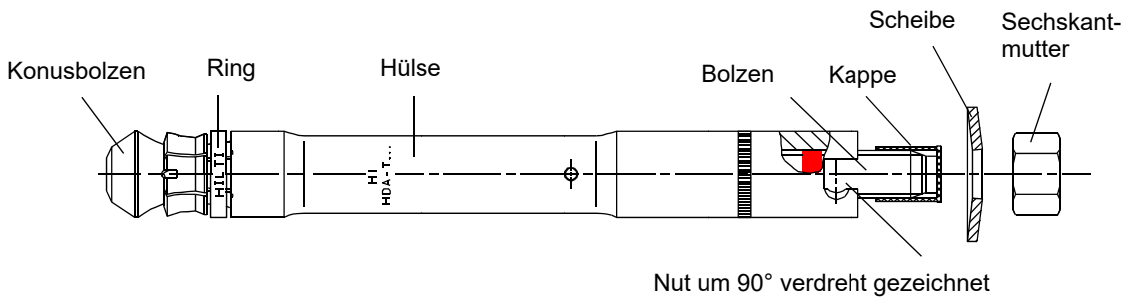 Scheibe
Sechskant-
mutter
Konusbolzen
Ring
Hülse
Bolzen
Kappe
HILTI
HI
HDA-T...
Nut um 90° verdreht gezeichnet